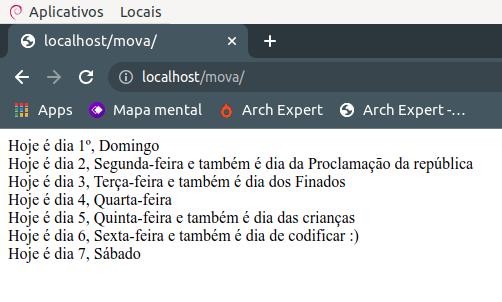 Aplicativos Locais
localhost/mova/
localhost/mova/
Apps Mapa mental Arch Expert Arch Expert -...
Hoje é dia 1º, Domingo
Hoje é dia 2, Segunda-feira e também é dia da Proclamação da república
Hoje é dia 3, Terça-feira e também é dia dos Finados
Hoje é dia 4, Quarta-feira
Hoje é dia 5, Quinta-feira e também é dia das crianças
Hoje é dia 6, Sexta-feira e também é dia de codificar :)
Hoje é dia 7, Sábado